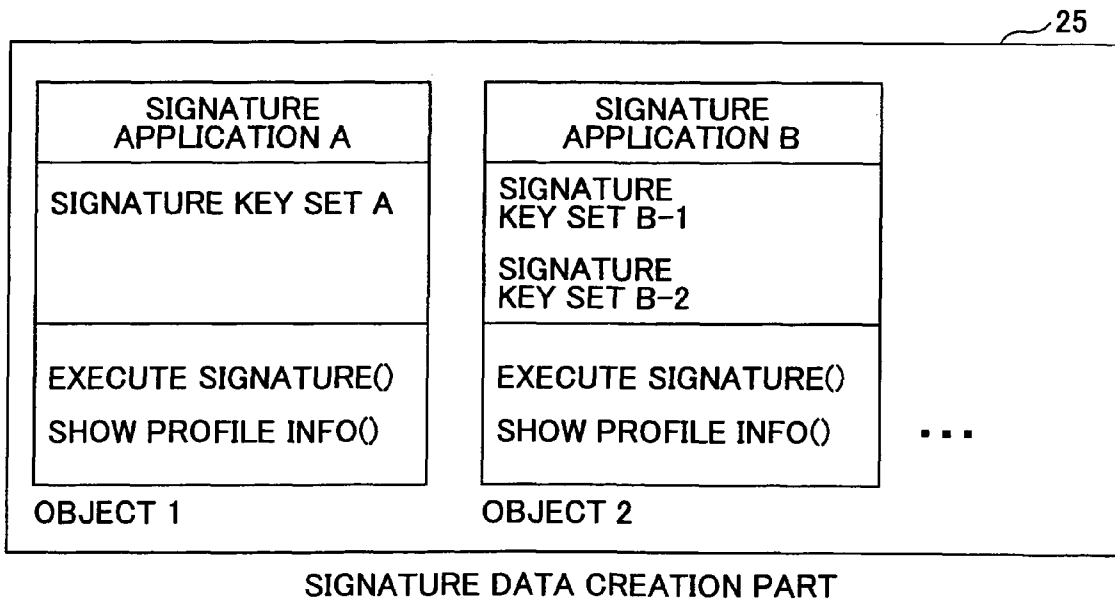 25
SIGNATURE
APPLICATION A
SIGNATURE KEY SET A
EXECUTE SIGNATURE()
SHOW PROFILE INFO()
OBJECT 1
SIGNATURE
APPLICATION B
SIGNATURE
KEY SET B-1
SIGNATURE
KEY SET B-2
EXECUTE SIGNATURE()
SHOW PROFILE INFO()
OBJECT 2
...
SIGNATURE DATA CREATION PART